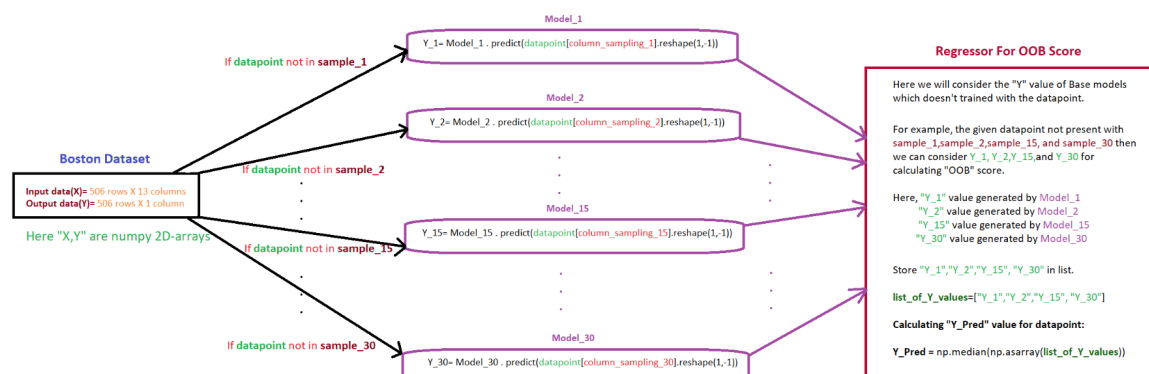 Model_1
Y_1= Model_1 . predict(datapoint[column_sampling_1].reshape(1,-1))
If datapoint not in sample_1
Model_2
Y_2= Model_2 . predict(datapoint[column_sampling_2].reshape(1,-1))
If datapoint not in sample_2
Boston Dataset
Input data(X)= 506 rows X 13 columns
Output data(Y)= 506 rows X 1 column
Here "X,Y" are numpy 2D-arrays
Model_15
Y_15= Model_15 . predict(datapoint[column_sampling_15].reshape(1,-1))
If datapoint not in sample_15
Model_30
Y_30= Model_30 . predict(datapoint[column_sampling_30].reshape(1,-1))
If datapoint not in sample_30
Regressor For OOB Score
Here we will consider the "Y" value of Base models
which doesn't trained with the datapoint.
For example, the given datapoint not present with
sample_1,sample_2,sample_15, and sample_30 then
we can consider Y_1, Y_2,Y_15,and Y_30 for
calculating "OOB" score.
Here, "Y_1" value generated by Model_1
"Y_2" value generated by Model_2
"Y_15" value generated by Model_15
"Y_30" value generated by Model_30
Store "Y_1","Y_2","Y_15", "Y_30" in list.
list_of_Y_values=["Y_1","Y_2","Y_15", "Y_30"]
Calculating "Y_Pred" value for datapoint:
Y_Pred = np.median(np.asarray(list_of_Y_values))